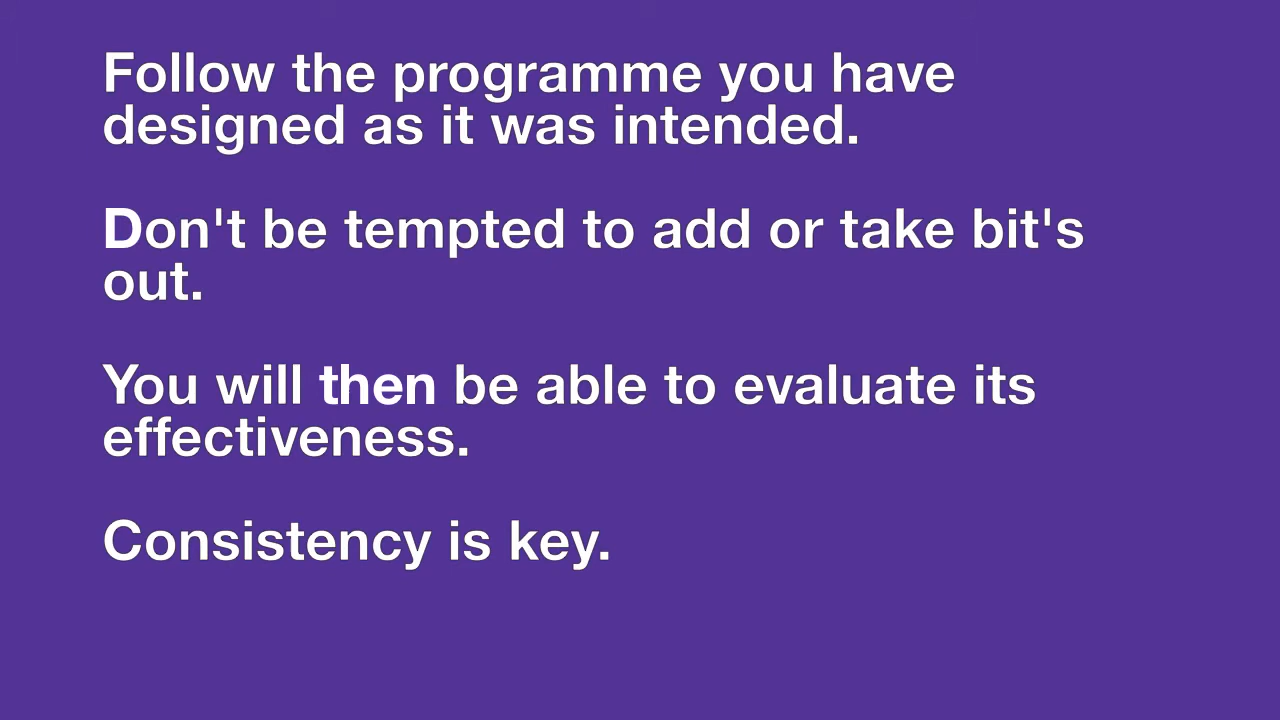 Follow the programme you have
designed as it was intended.
Don't be tempted to add or take bit's
out.
You will then be able to evaluate its
effectiveness.
Consistency is key.